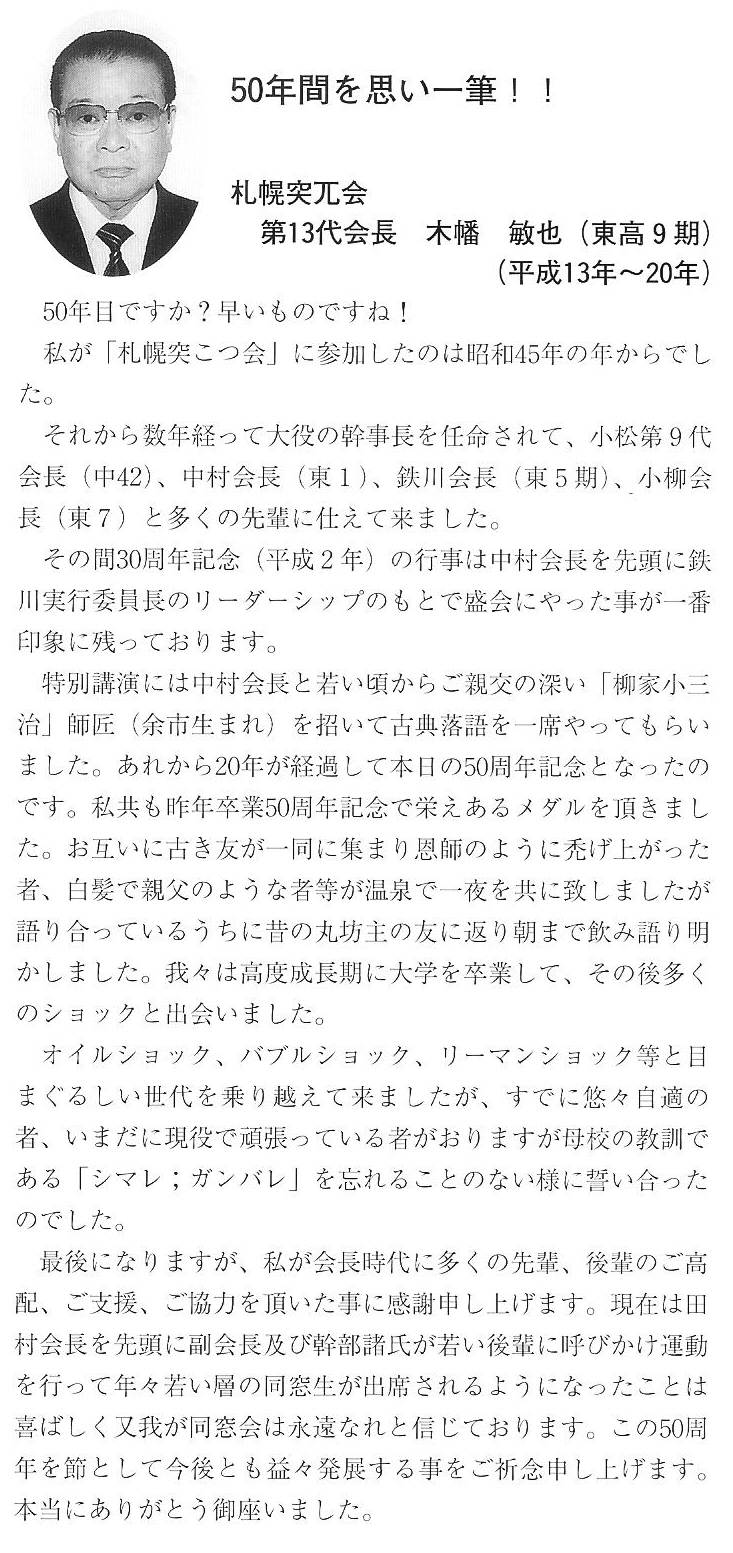 50年間を思い一筆！！
札幌突兀会
第13代会長　木幡　敏也（東高９期）
（平成13年～20年）
50年目ですか？早いものですね！
私が「札幌突こつ会」に参加したのは昭和45年の年からでし
た。
それから数年経って大役の幹事長を任命されて、小松第９代
会長（中42）、中村会長（東１）、鉄川会長（東５期）、小柳会
長（東７）と多くの先輩に仕えて来ました。
その間30周年記念（平成２年）の行事は中村会長を先頭に鉄
川実行委員長のリーダーシップのもとで盛会にやった事が一番
印象に残っております。
特別講演には中村会長と若い頃からご親交の深い「柳家小三
治」師匠（余市生まれ）を招いて古典落語を一席やってもらい
ました。あれから20年が経過して本日の50周年記念となったの
です。私共も昨年卒業50周年記念で栄えあるメダルを頂きまし
た。お互いに古き友が一同に集まり恩師のように禿げ上がった
者、白髪で親父のような者等が温泉で一夜を共に致しましたが
語り合っているうちに昔の丸坊主の友に返り朝まで飲み語り明
かしました。我々は高度成長期に大学を卒業して、その後多く
のショックと出会いました。
オイルショック、バブルショック、リーマンショック等と目
まぐるしい世代を乗り越えて来ましたが、すでに悠々自適の
者、いまだに現役で頑張っている者がおりますが母校の教訓で
ある「シマレ；ガンバレ」を忘れることのない様に誓い合った
のでした。
最後になりますが、私が会長時代に多くの先輩、後輩のご高
配、ご支援、ご協力を頂いた事に感謝申し上げます。現在は田
村会長を先頭に副会長及び幹部諸氏が若い後輩に呼びかけ運動
を行って年々若い層の同窓生が出席されるようになったことは
喜ばしく又我が同窓会は永遠なれと信じております。この50周
年を節として今後とも益々発展する事をご祈念申し上げます。
本当にありがとう御座いました。